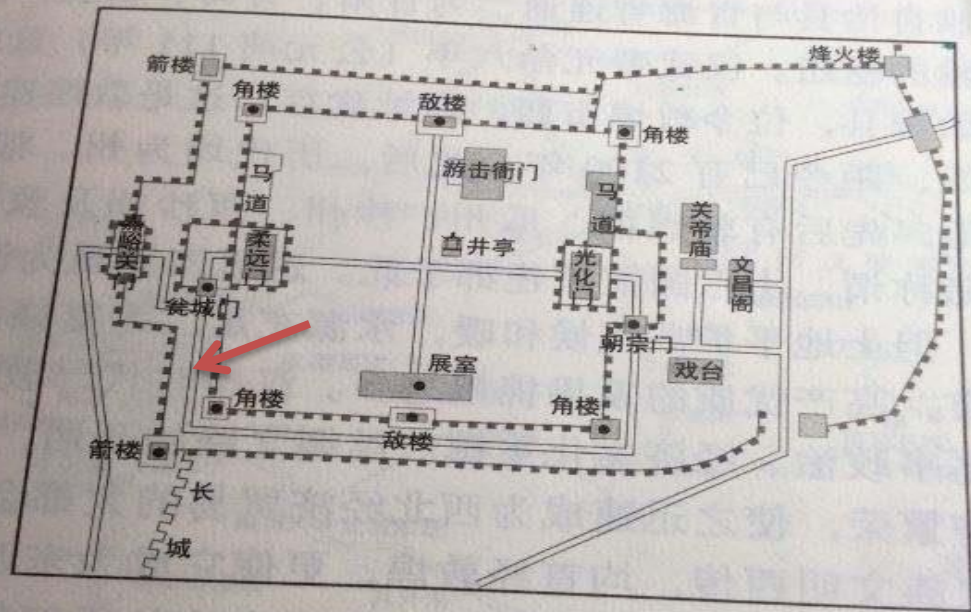 箭楼
烽火楼
角楼
敌楼
角楼
游击衙门
马道
马道
关帝庙
嘉峪关门
柔远门
井亭
光化门
文昌阁
瓮城门
朝宗门
展室
戏台
角楼
角楼
敌楼
箭楼
长城